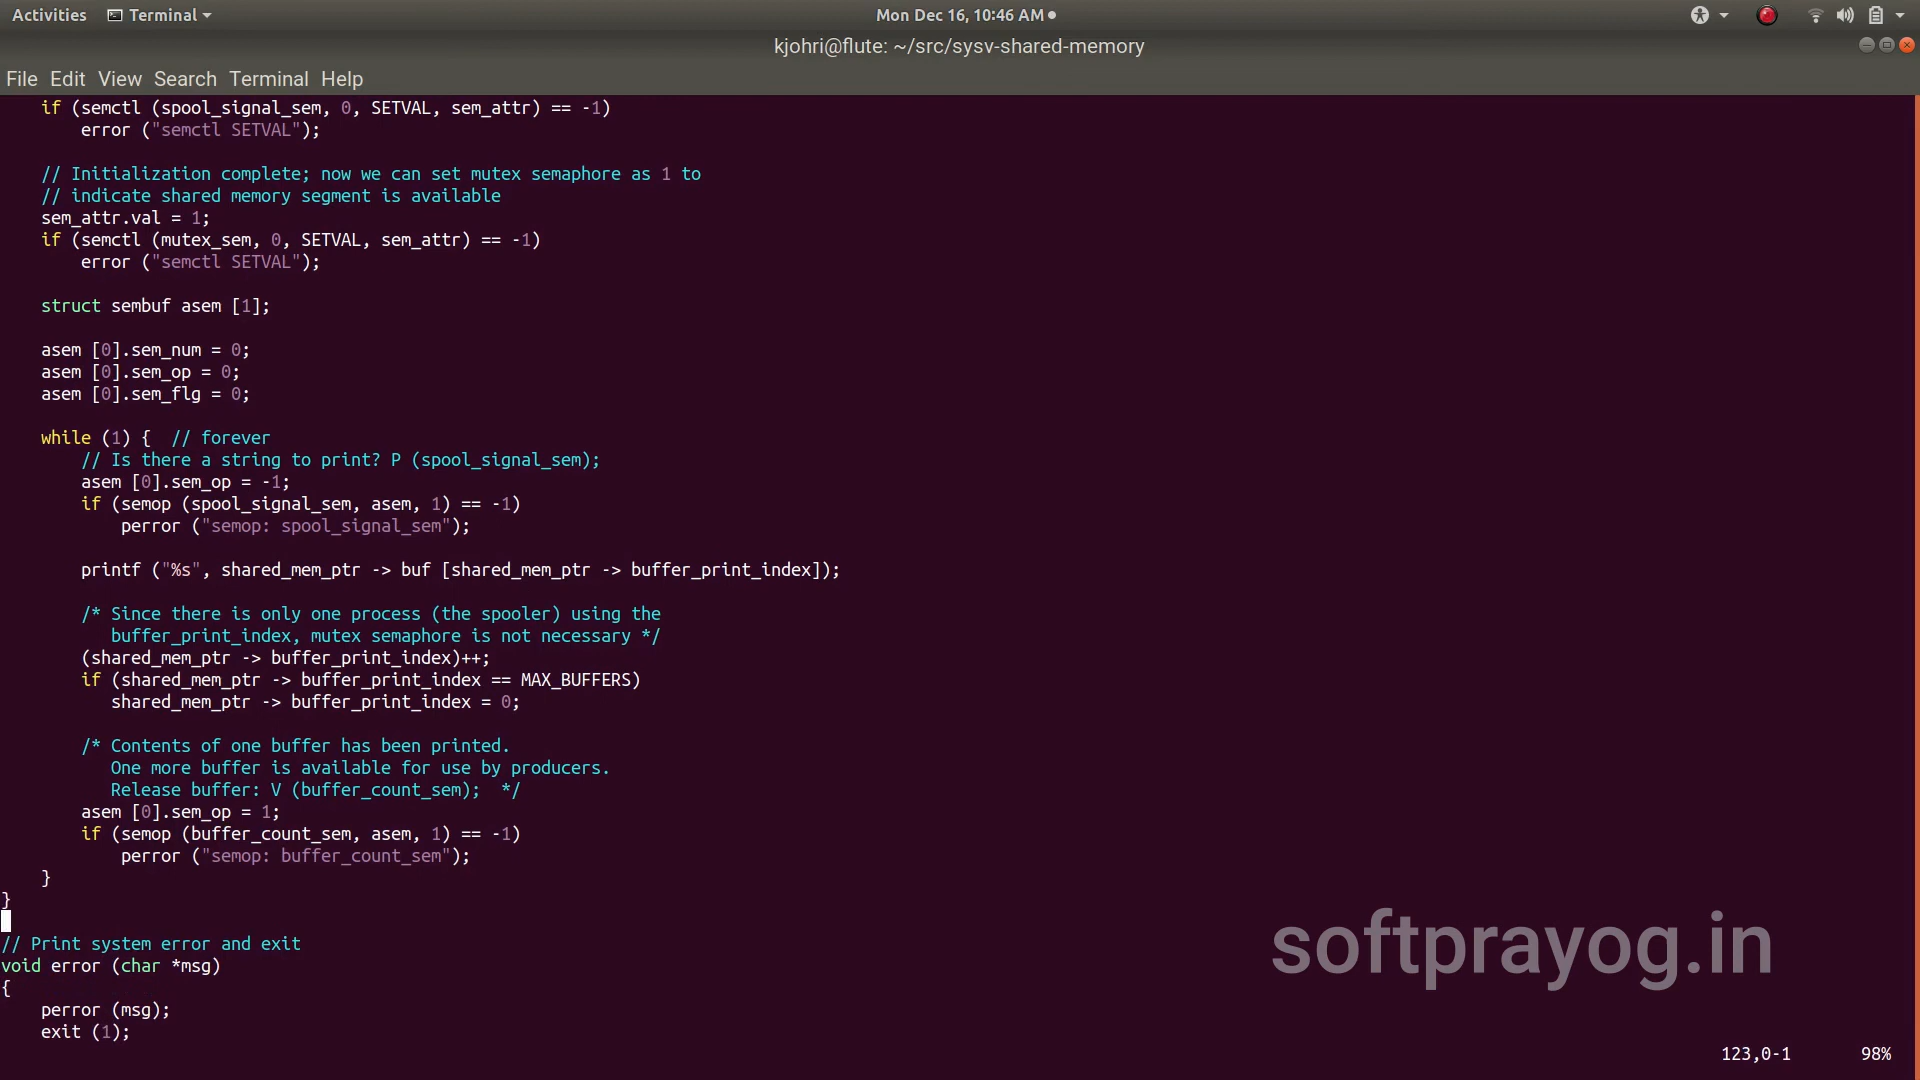 Activities Terminal Mon Dec 16, 10:46 AM
kjohri@flute: ~/src/sysv-shared-memory
File Edit View Search Terminal Help
    if (semctl (spool_signal_sem, 0, SETVAL, sem_attr) == -1)
        error ("semctl SETVAL");

    // Initialization complete; now we can set mutex semaphore as 1 to
    // indicate shared memory segment is available
    sem_attr.val = 1;
    if (semctl (mutex_sem, 0, SETVAL, sem_attr) == -1)
        error ("semctl SETVAL");

    struct sembuf asem [1];

    asem [0].sem_num = 0;
    asem [0].sem_op = 0;
    asem [0].sem_flg = 0;

    while (1) {  // forever
        // Is there a string to print? P (spool_signal_sem);
        asem [0].sem_op = -1;
        if (semop (spool_signal_sem, asem, 1) == -1)
            perror ("semop: spool_signal_sem");

        printf ("%s", shared_mem_ptr -> buf [shared_mem_ptr -> buffer_print_index]);

        /* Since there is only one process (the spooler) using the
           buffer_print_index, mutex semaphore is not necessary */
        (shared_mem_ptr -> buffer_print_index)++;
        if (shared_mem_ptr -> buffer_print_index == MAX_BUFFERS)
           shared_mem_ptr -> buffer_print_index = 0;

        /* Contents of one buffer has been printed.
           One more buffer is available for use by producers.
           Release buffer: V (buffer_count_sem);  */
        asem [0].sem_op = 1;
        if (semop (buffer_count_sem, asem, 1) == -1)
            perror ("semop: buffer_count_sem");
    }
}

// Print system error and exit
void error (char *msg)
{
    perror (msg);
    exit (1);
softprayog.in
123,0-1 98%